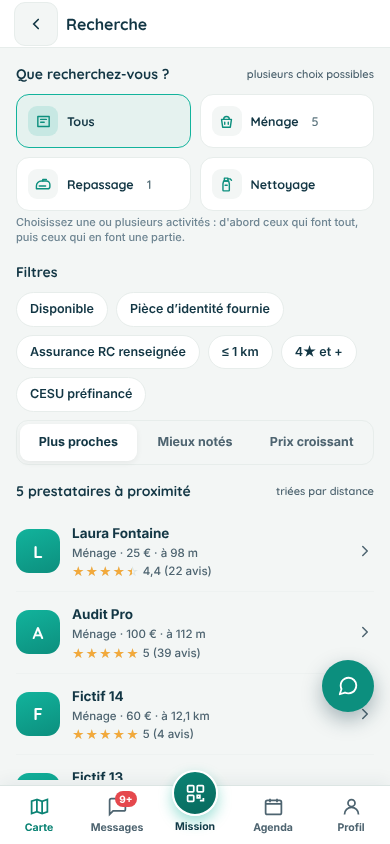 Recherche
Que recherchez-vous ?
plusieurs choix possibles
Tous
Ménage 5
Repassage 1
Nettoyage
Choisissez une ou plusieurs activités : d'abord ceux qui font tout,
puis ceux qui en font une partie.
Filtres
Disponible
Pièce d'identité fournie
Assurance RC renseignée
≤ 1 km
4★ et +
CESU préfinancé
Plus proches
Mieux notés
Prix croissant
5 prestataires à proximité
triées par distance
L
Laura Fontaine
Ménage · 25 € · à 98 m
★★★★⯪ 4,4 (22 avis)
A
Audit Pro
Ménage · 100 € · à 112 m
★★★★★ 5 (39 avis)
F
Fictif 14
Ménage · 60 € · à 12,1 km
★★★★★ 5 (4 avis)
Fictif 13
9+
Carte
Messages
Mission
Agenda
Profil